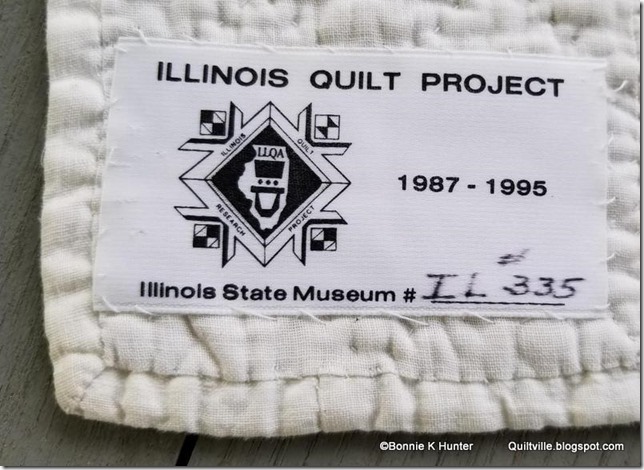 ILLINOIS QUILT PROJECT
ILLINOIS QUILT
LLQA
1987 - 1995
RESEARCH PROJECT
Illinois State Museum # IL # 335
©Bonnie K Hunter Quiltville.blogspot.com